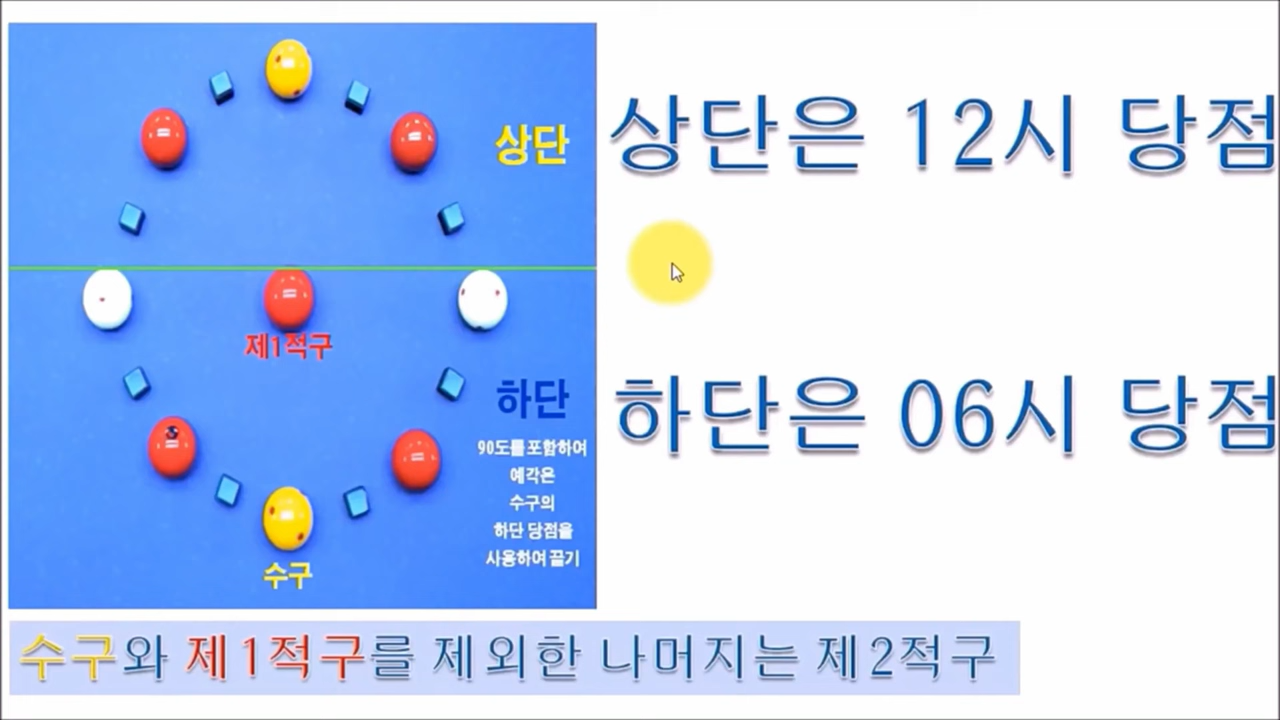 상단
상단은 12시 당점
제1적구
하단
하단은 06시 당점
90도를 포함하여
예각은
수구의
하단 당점을
사용하여 끌기
수구
수구와 제1적구를 제외한 나머지는 제2적구